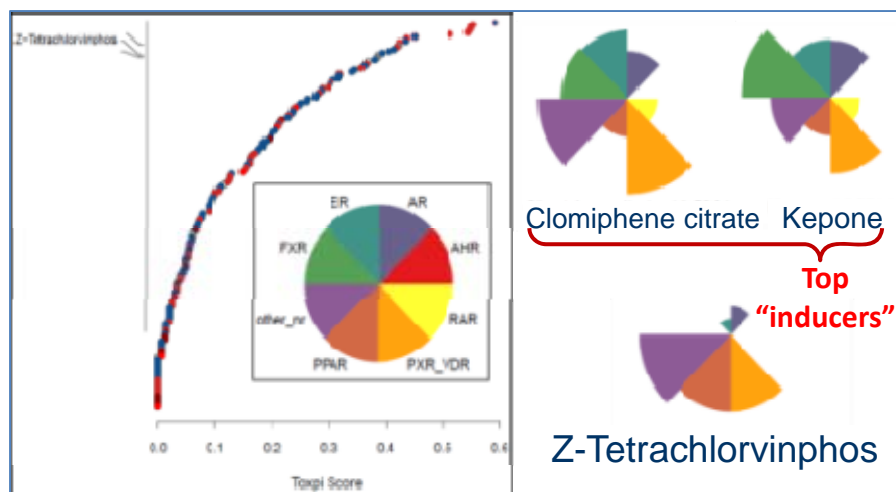 Z-Tetrachlorvinphos
ER
AR
FXR
AHR
other_nr
RAR
PPAR
PXR_VDR
0.0 0.1 0.2 0.3 0.4 0.5 0.6
Toxpi Score
Clomiphene citrate
Kepone
Top
“inducers”
Z-Tetrachlorvinphos